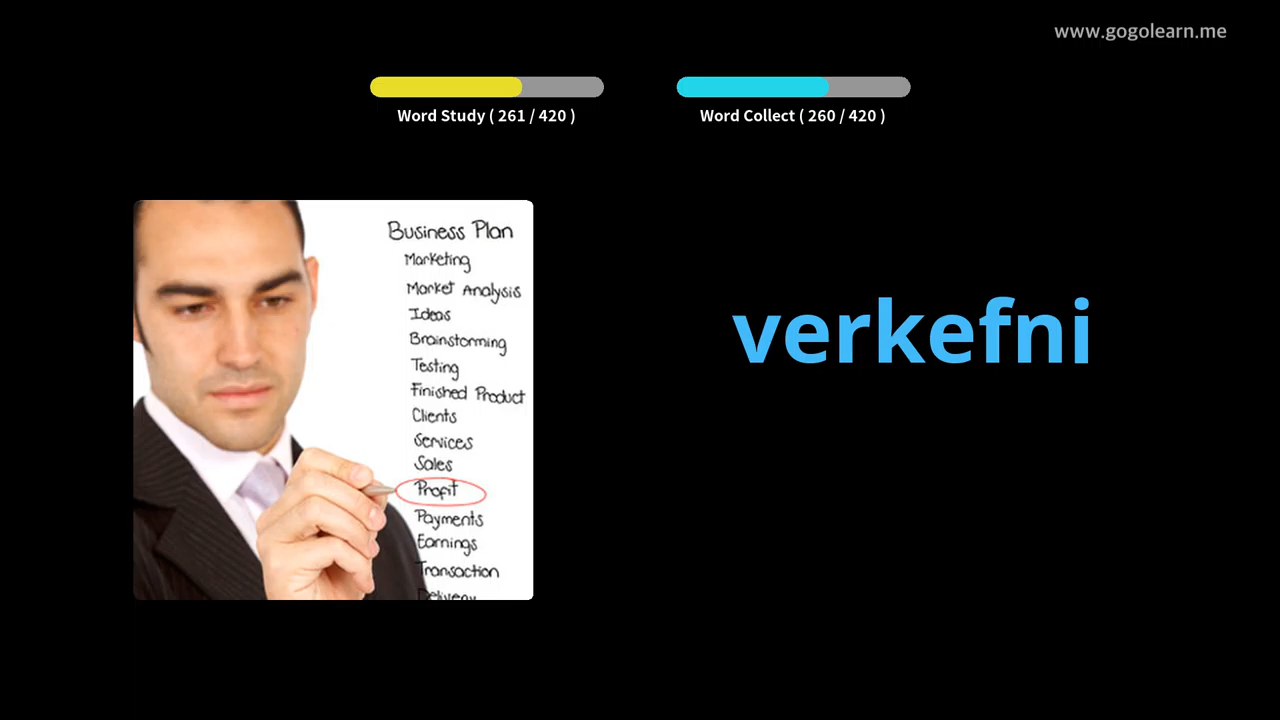 www.gogolearn.me
Word Study ( 261 / 420 )
Word Collect ( 260 / 420 )
Business Plan
Marketing
Market Analysis
Ideas
Brainstorming
Testing
Finished Product
Clients
Services
Sales
Profit
Payments
Earnings
Transaction
Delivery
verkefni